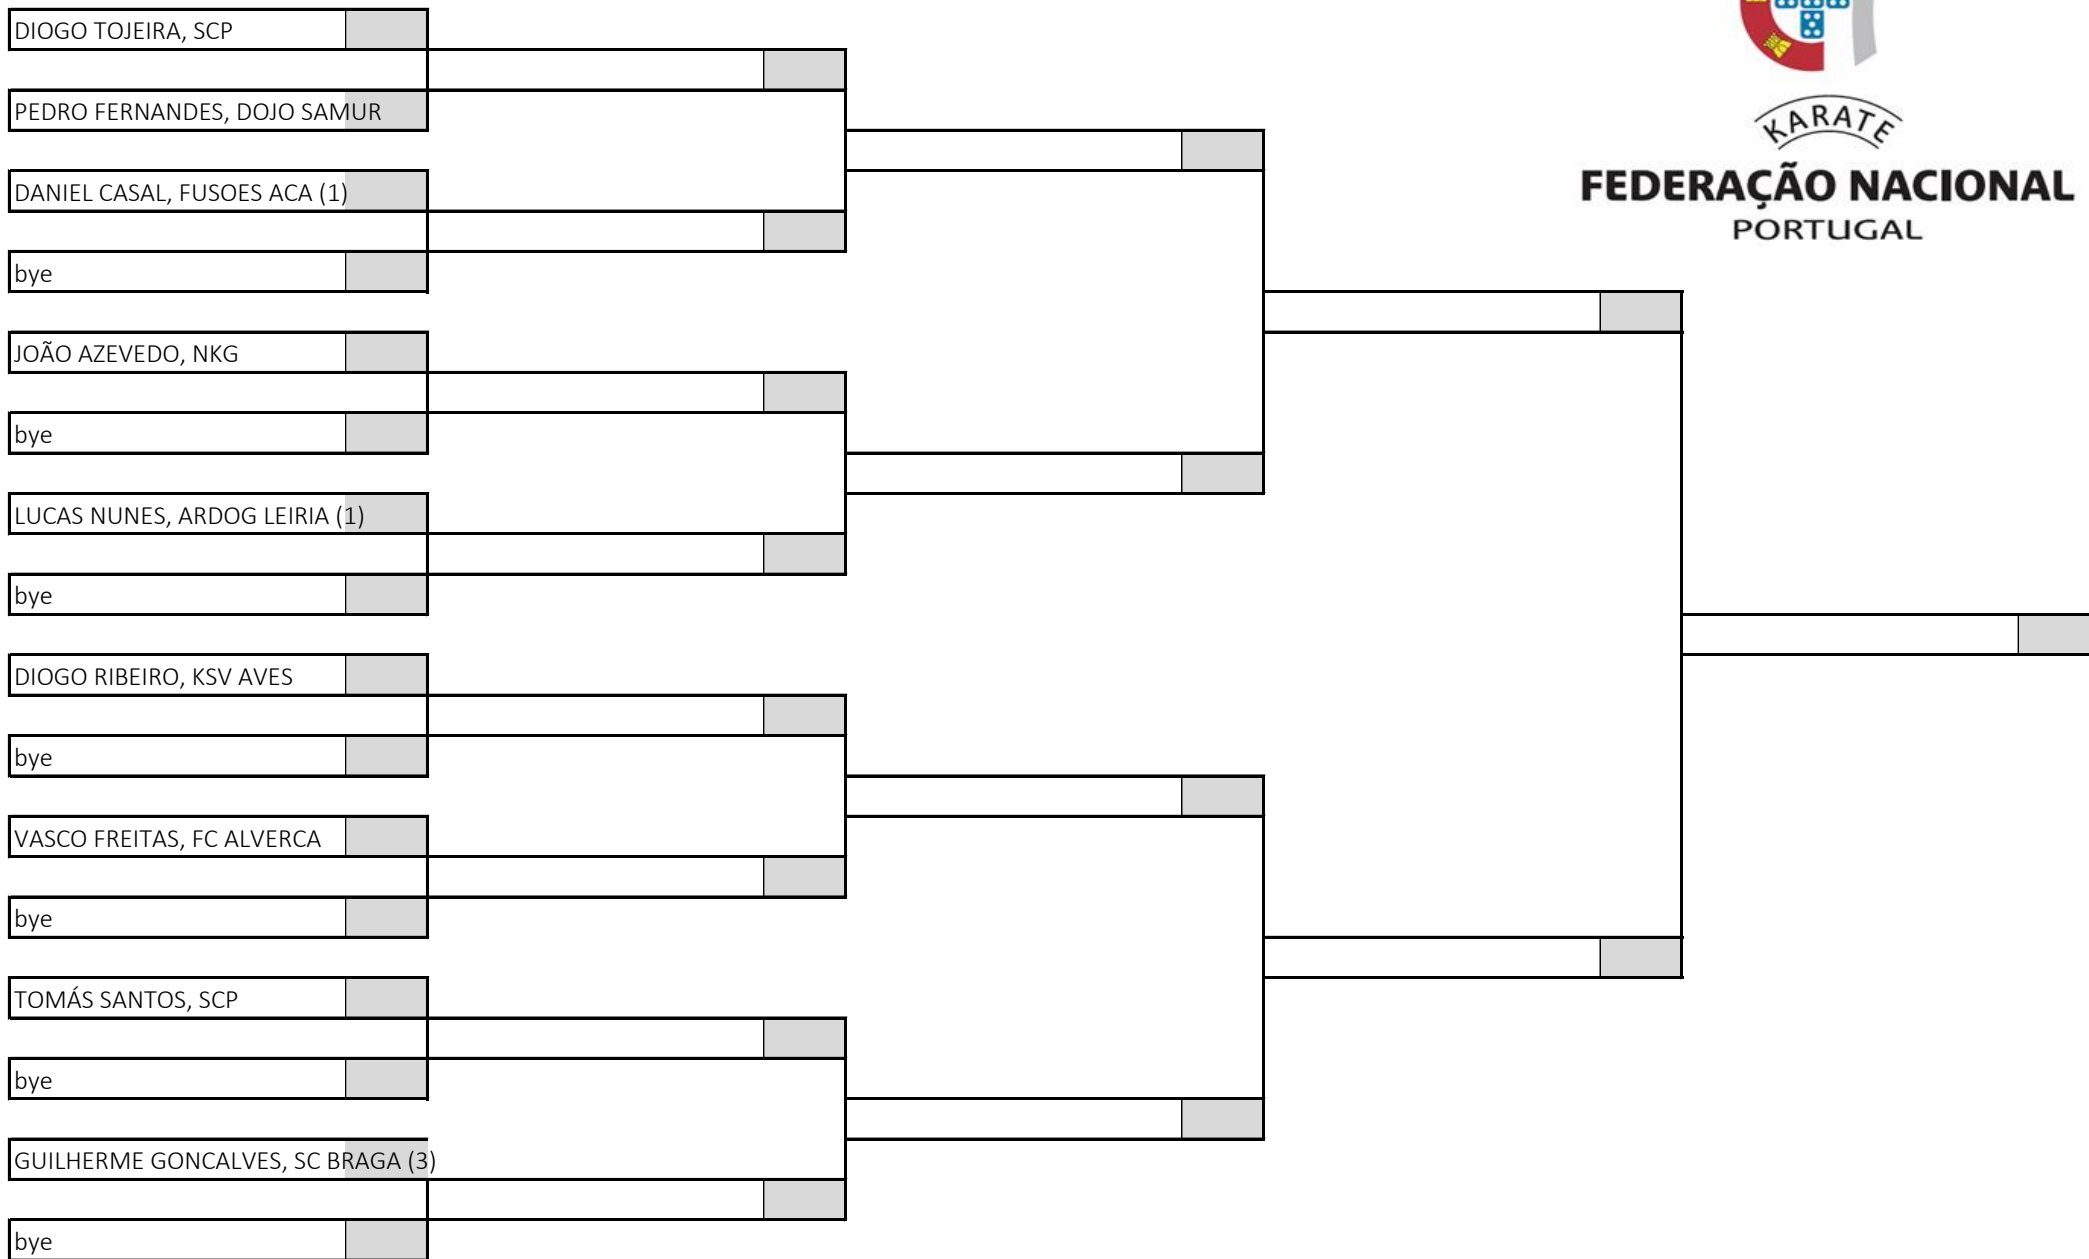 DIOGO TOJEIRA, SCP
PEDRO FERNANDES, DOJO SAMUR
DANIEL CASAL, FUSOES ACA (1)
bye
JOÃO AZEVEDO, NKG
bye
LUCAS NUNES, ARDOG LEIRIA (1)
bye
DIOGO RIBEIRO, KSV AVES
bye
VASCO FREITAS, FC ALVERCA
bye
TOMÁS SANTOS, SCP
bye
GUILHERME GONCALVES, SC BRAGA (3)
bye
KARATE
FEDERAÇÃO NACIONAL
PORTUGAL